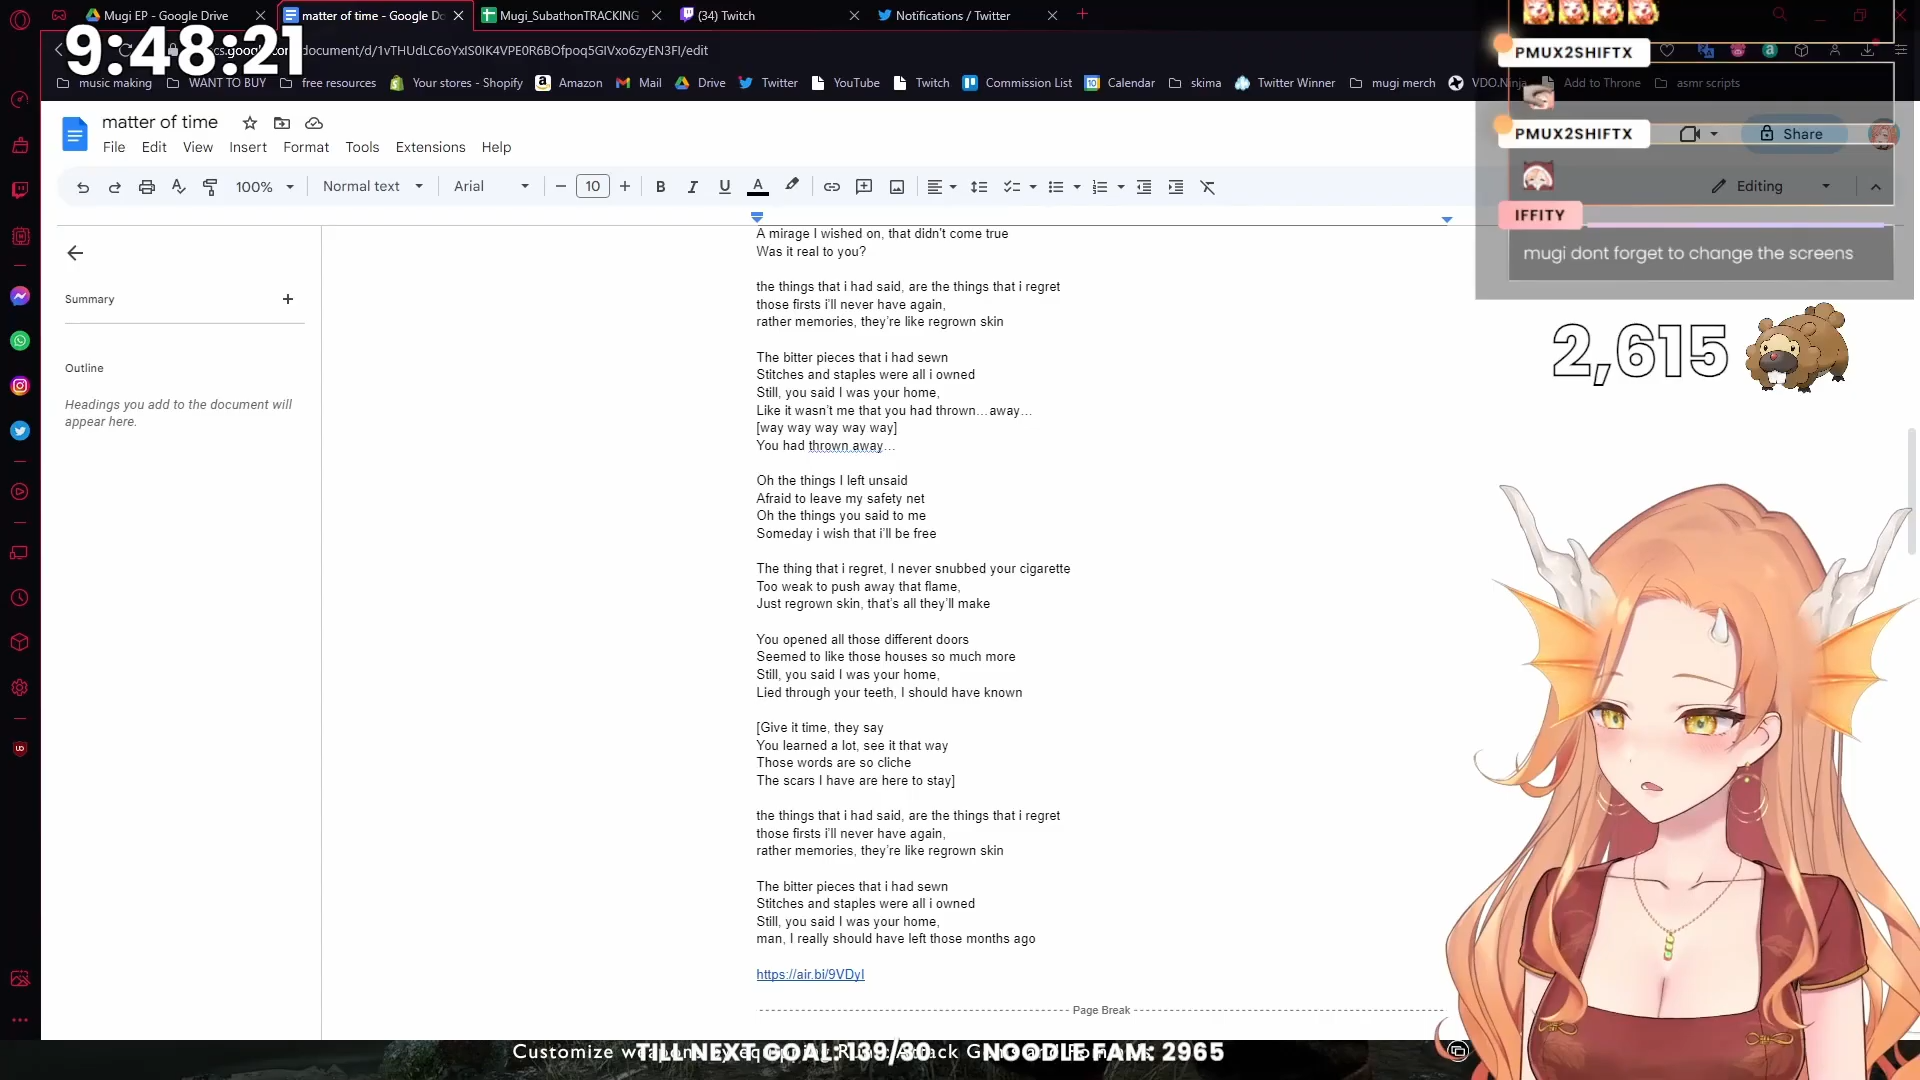 Mugi EP - Google Drive
matter of time - Google Do
Mugi_SubathonTRACKING
(34) Twitch
Notifications / Twitter
9:48:21
document/d/1vTHUdLC6oYxIS0IK4VPE0R6BOfpoq5GIVxo6zyEN3FI/edit
music making
WANT TO BUY
free resources
Your stores - Shopify
Amazon
Mail
Drive
Twitter
YouTube
Twitch
Commission List
Calendar
skima
Twitter Winner
mugi merch
VDO.Ninja
Add to Throne
asmr scripts
PMUX2SHIFTX
PMUX2SHIFTX
IFFITY
mugi dont forget to change the screens
matter of time
File Edit View Insert Format Tools Extensions Help
Share
100%
Normal text
Arial
10
Editing
Summary
Outline
Headings you add to the document will
appear here.
A mirage I wished on, that didn't come true
Was it real to you?
the things that i had said, are the things that i regret
those firsts i'll never have again,
rather memories, they're like regrown skin
The bitter pieces that i had sewn
Stitches and staples were all i owned
Still, you said I was your home,
Like it wasn't me that you had thrown…away…
[way way way way way]
You had thrown away…
Oh the things I left unsaid
Afraid to leave my safety net
Oh the things you said to me
Someday i wish that i'll be free
The thing that i regret, I never snubbed your cigarette
Too weak to push away that flame,
Just regrown skin, that's all they'll make
You opened all those different doors
Seemed to like those houses so much more
Still, you said I was your home,
Lied through your teeth, I should have known
[Give it time, they say
You learned a lot, see it that way
Those words are so cliche
The scars I have are here to stay]
the things that i had said, are the things that i regret
those firsts i'll never have again,
rather memories, they're like regrown skin
The bitter pieces that i had sewn
Stitches and staples were all i owned
Still, you said I was your home,
man, I really should have left those months ago
https://air.bi/9VDyI
Page Break
2,615
Customize
TILL NEXT GOAL: 139/30
NOODLE FAM: 2965